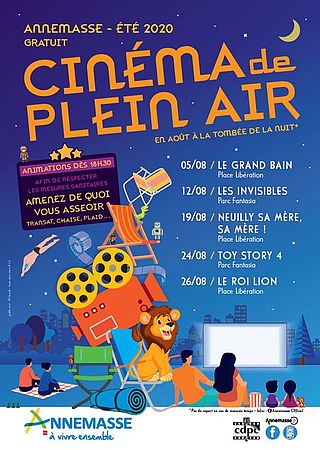 ANNEMASSE - ÉTÉ 2020
GRATUIT
CINÉMA de
PLEIN AIR
EN AOÛT À LA TOMBÉE DE LA NUIT*
ANIMATIONS DÈS 18H30
AFIN DE RESPECTER
LES MESURES SANITAIRES
AMENEZ DE QUOI
VOUS ASSEOIR
TRANSAT, CHAISE, PLAID...
05/08 / LE GRAND BAIN
Place Libération
12/08 / LES INVISIBLES
Parc Fantasia
19/08 / NEUILLY SA MÈRE,
SA MÈRE !
Place Libération
24/08 / TOY STORY 4
Parc Fantasia
26/08 / LE ROI LION
Place Libération
ANNEMASSE
à vivre ensemble
cdpc